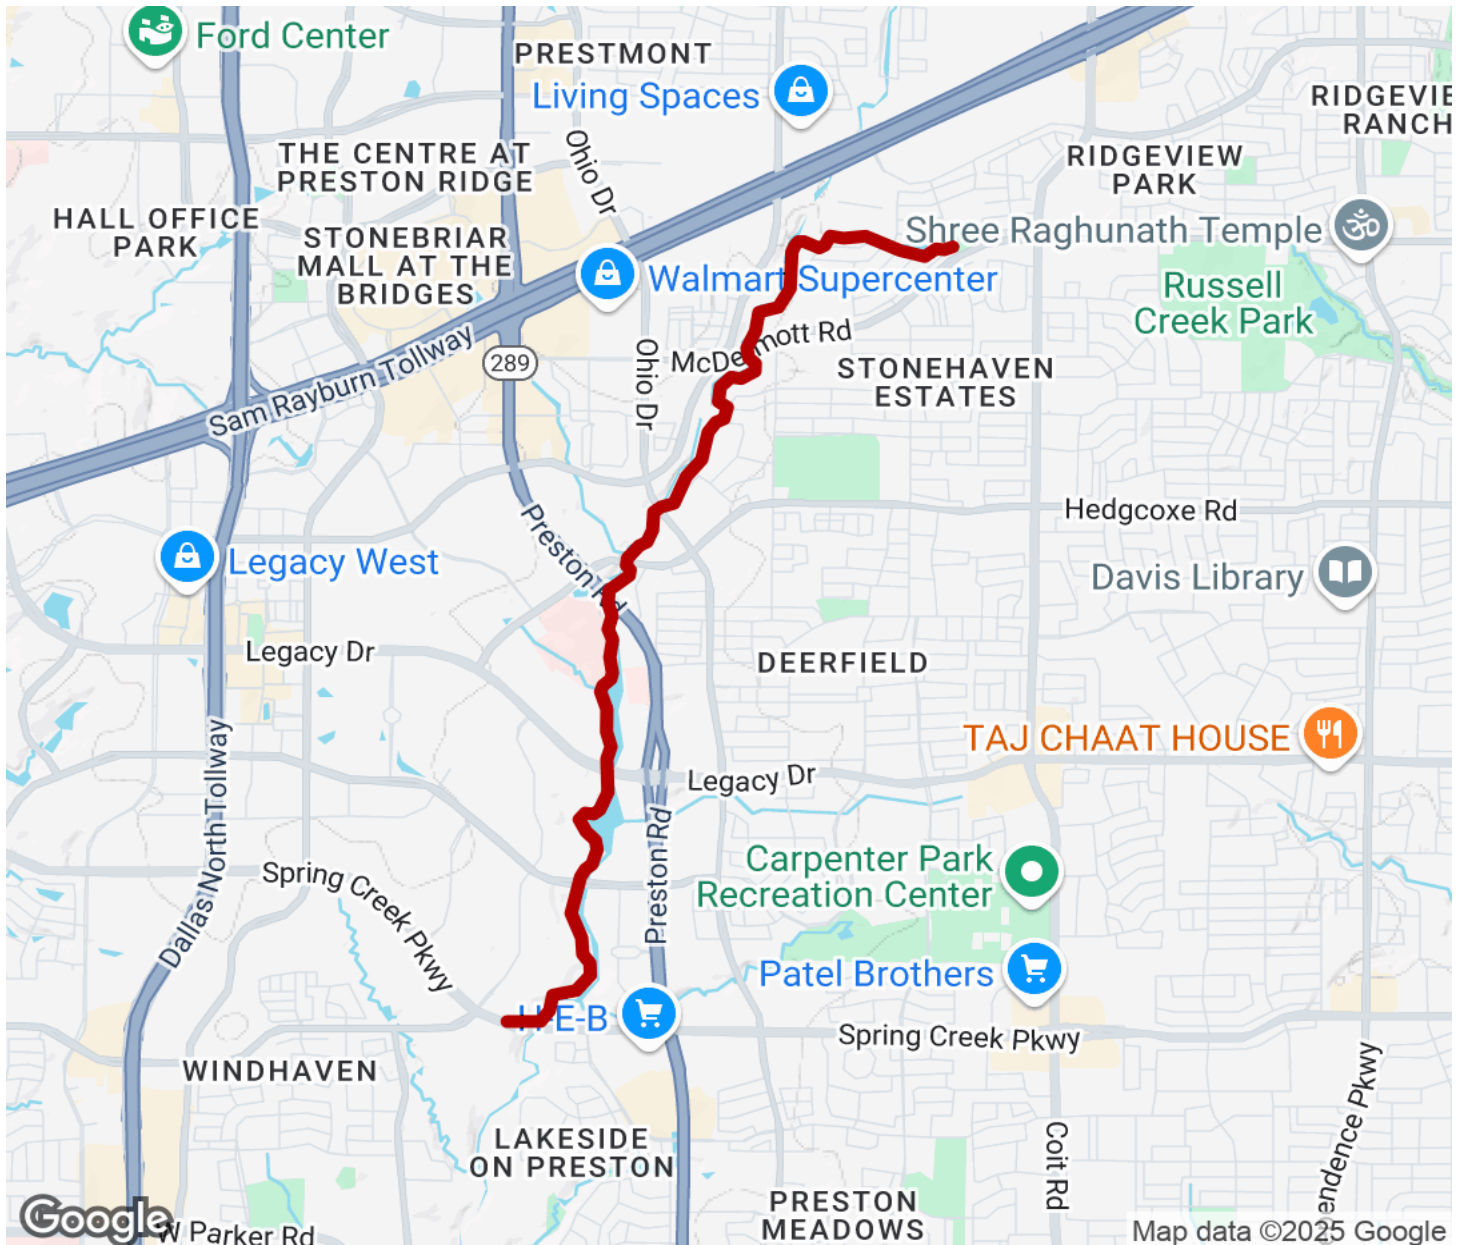 Ford Center
PRESTMONT
Living Spaces
RIDGEVIE
RANCH
Ohio Dr
THE CENTRE AT
PRESTON RIDGE
RIDGEVIEW
PARK
HALL OFFICE
PARK
STONEBRIAR
MALL AT THE
BRIDGES
Shree Raghunath Temple
Walmart Supercenter
Russell
Creek Park
Sam Rayburn Tollway
289
Ohio Dr
McDermott Rd
STONEHAVEN
ESTATES
Preston Rd
Hedgcoxe Rd
Legacy West
Davis Library
Legacy Dr
DEERFIELD
TAJ CHAAT HOUSE
Legacy Dr
Dallas North Tollway
Preston Rd
Spring Creek Pkwy
Carpenter Park
Recreation Center
Patel Brothers
H-E-B
Spring Creek Pkwy
WINDHAVEN
endence Pkwy
LAKESIDE
ON PRESTON
Coit Rd
PRESTON
MEADOWS
Google
W Parker Rd
Map data ©2025 Google